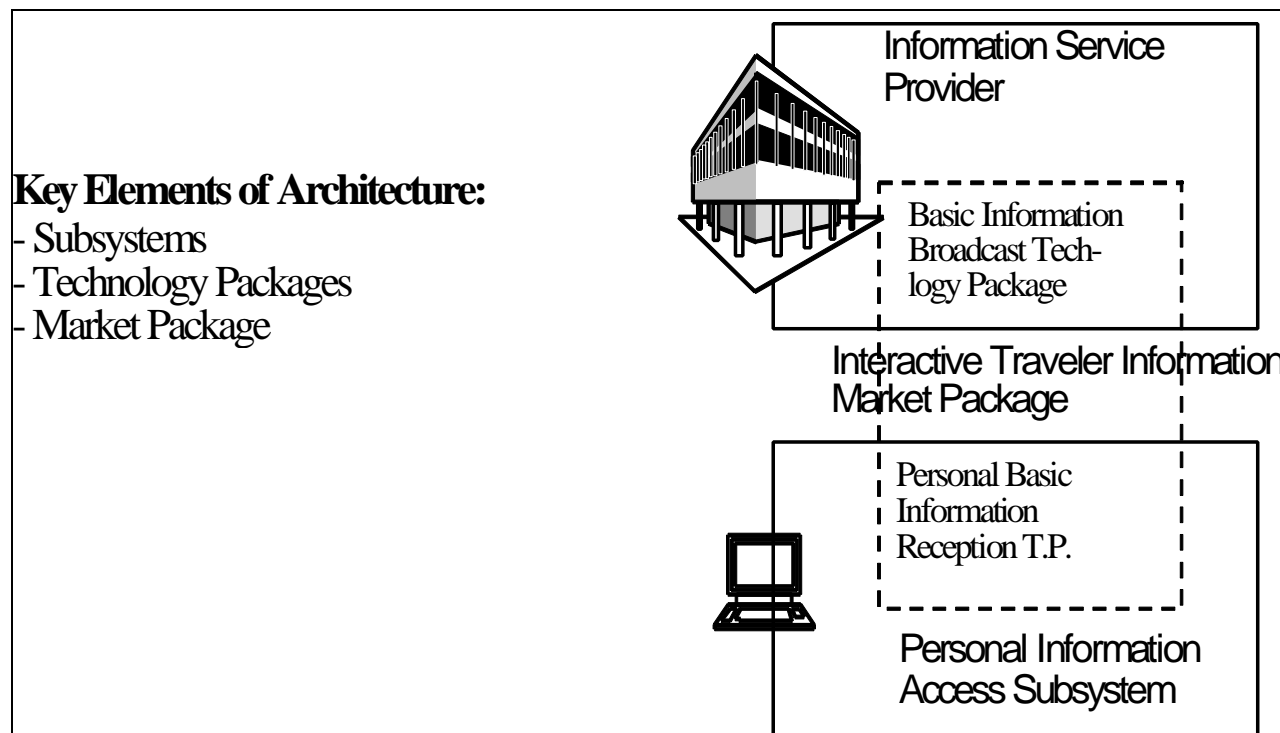 Key Elements of Architecture:
- Subsystems
- Technology Packages
- Market Package
Information Service
Provider
Basic Information
Broadcast Tech-
logy Package
Interactive Traveler Information
Market Package
Personal Basic
Information
Reception T.P.
Personal Information
Access Subsystem